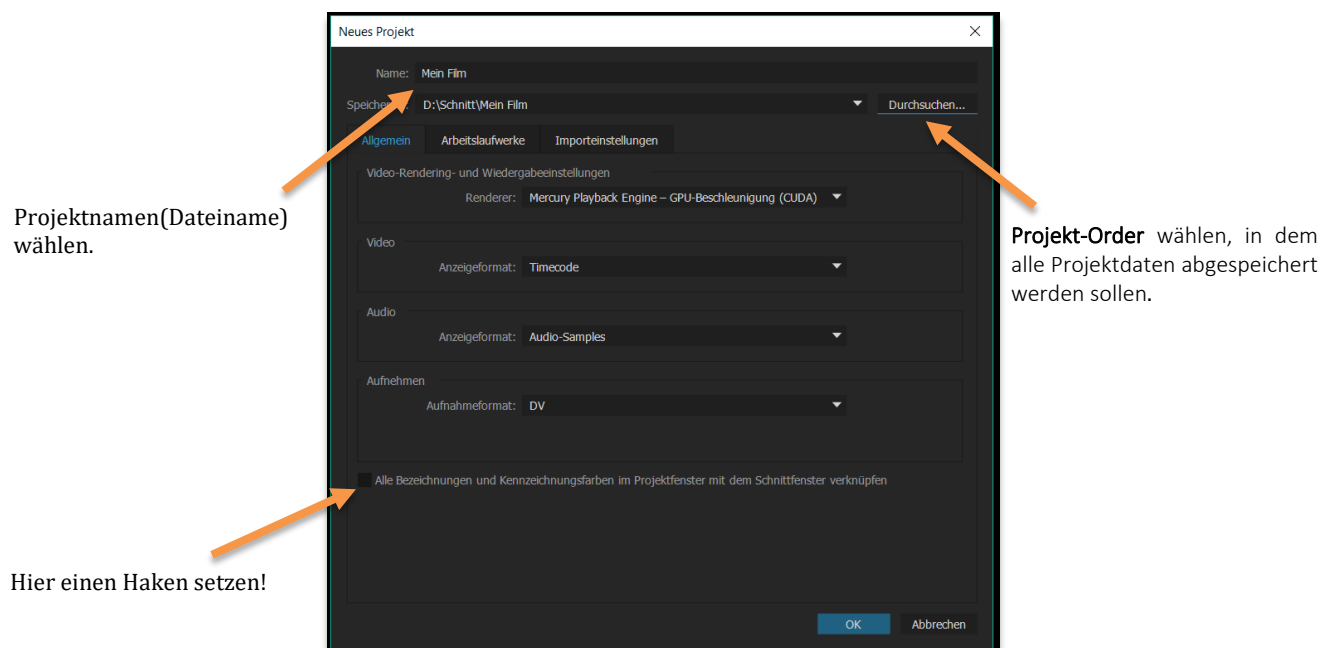 Neues Projekt
Name: Mein Film
D:\Schnitt\Mein Film
Durchsuchen...
Allgemein Arbeitslaufwerke Importeinstellungen
Video-Rendering- und Wiedergabeeinstellungen
Renderer: Mercury Playback Engine – GPU-Beschleunigung (CUDA)
Projektnamen(Dateiname)
wählen.
Projekt-Order wählen, in dem
alle Projektdaten abgespeichert
werden sollen.
Video
Anzeigeformat: Timecode
Audio
Anzeigeformat: Audio-Samples
Aufnehmen
Aufnahmeformat: DV
Alle Bezeichnungen und Kennzeichnungsfarben im Projektfenster mit dem Schnittfenster verknüpfen
Hier einen Haken setzen!
OK Abbrechen